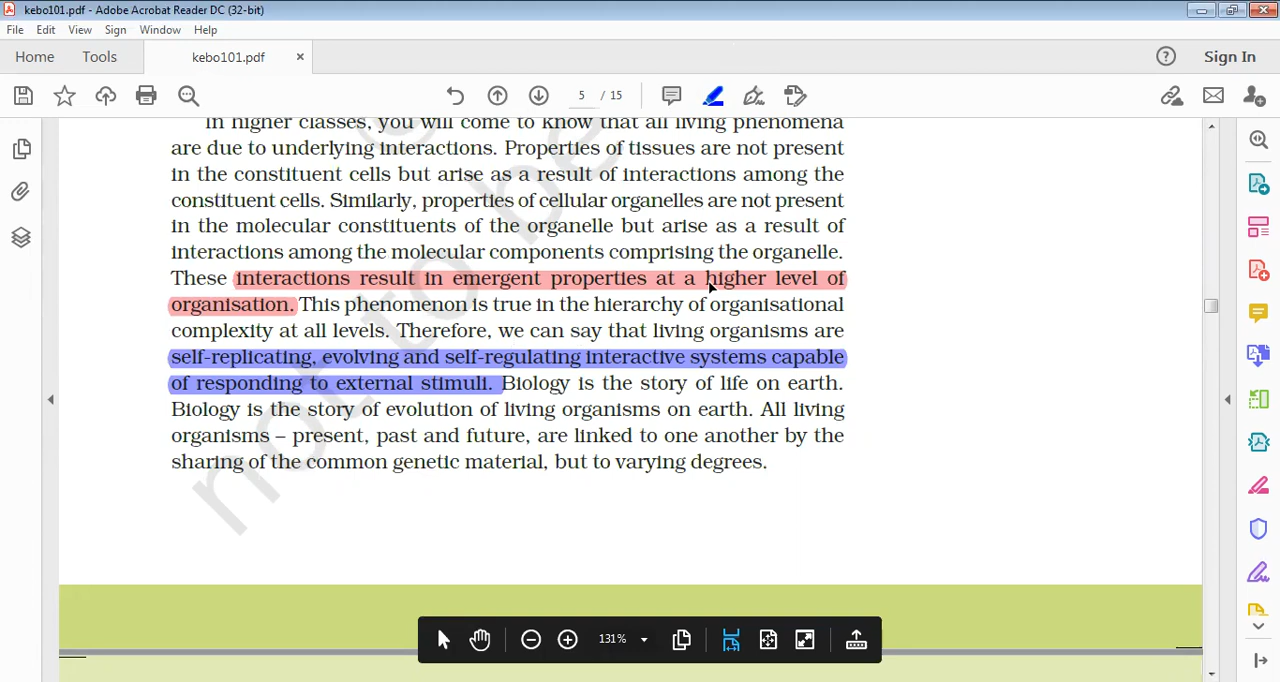 kebo101.pdf - Adobe Acrobat Reader DC (32-bit)
File Edit View Sign Window Help
Home Tools kebo101.pdf × Sign In
5 / 15
In higher classes, you will come to know that all living phenomena
are due to underlying interactions. Properties of tissues are not present
in the constituent cells but arise as a result of interactions among the
constituent cells. Similarly, properties of cellular organelles are not present
in the molecular constituents of the organelle but arise as a result of
interactions among the molecular components comprising the organelle.
These interactions result in emergent properties at a higher level of
organisation. This phenomenon is true in the hierarchy of organisational
complexity at all levels. Therefore, we can say that living organisms are
self-replicating, evolving and self-regulating interactive systems capable
of responding to external stimuli. Biology is the story of life on earth.
Biology is the story of evolution of living organisms on earth. All living
organisms – present, past and future, are linked to one another by the
sharing of the common genetic material, but to varying degrees.
not to be
131%